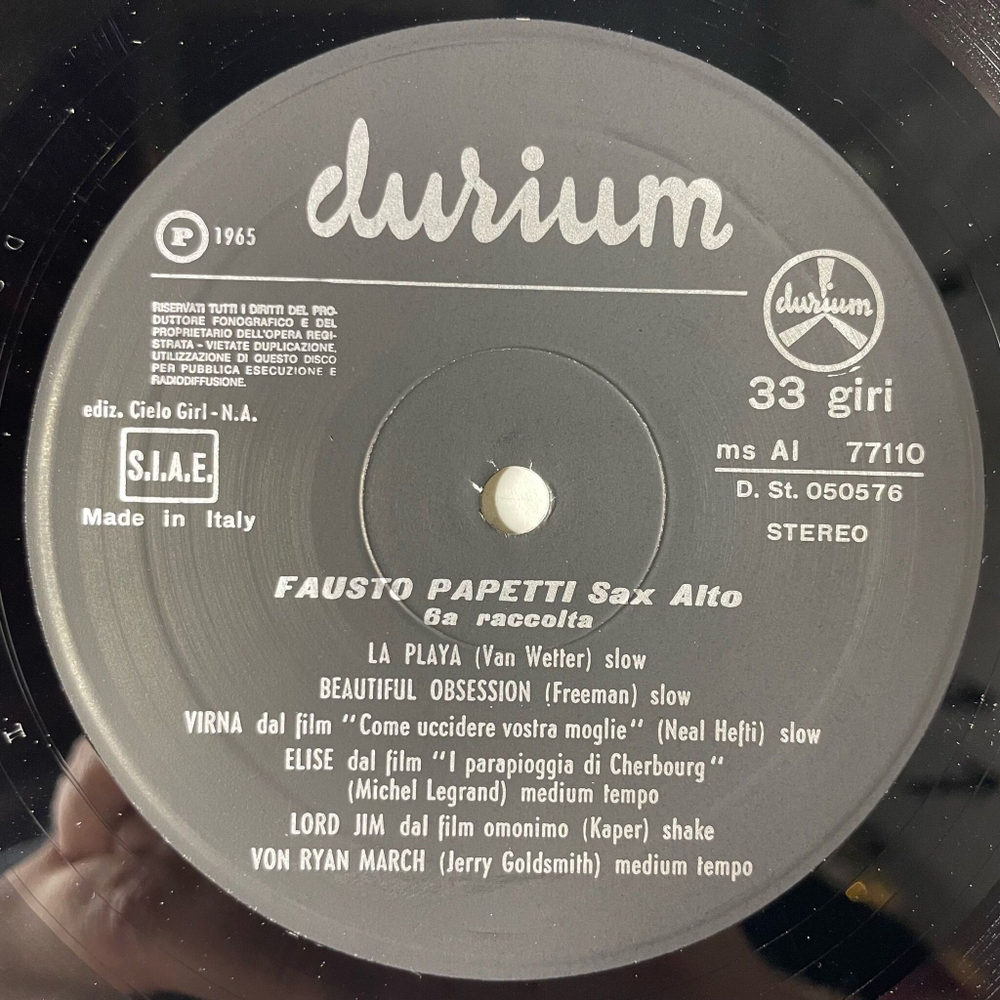 durium
P 1965
RISERVATI TUTTI I DIRITTI DEL PRO-
DUTTORE FONOGRAFICO E DEL
PROPRIETARIO DELL'OPERA REGI-
STRATA - VIETATE DUPLICAZIONE,
UTILIZZAZIONE DI QUESTO DISCO
PER PUBBLICA ESECUZIONE E
RADIODIFFUSIONE.
ediz. Cielo Girl - N.A.
S.I.A.E.
Made in Italy
durium
33 giri
ms AI 77110
D. St. 050576
STEREO
FAUSTO PAPETTI Sax Alto
6a raccolta
LA PLAYA (Van Wetter) slow
BEAUTIFUL OBSESSION (Freeman) slow
VIRNA dal film "Come uccidere vostra moglie" (Neal Hefti) slow
ELISE dal film "I parapioggia di Cherbourg"
(Michel Legrand) medium tempo
LORD JIM dal film omonimo (Kaper) shake
VON RYAN MARCH (Jerry Goldsmith) medium tempo